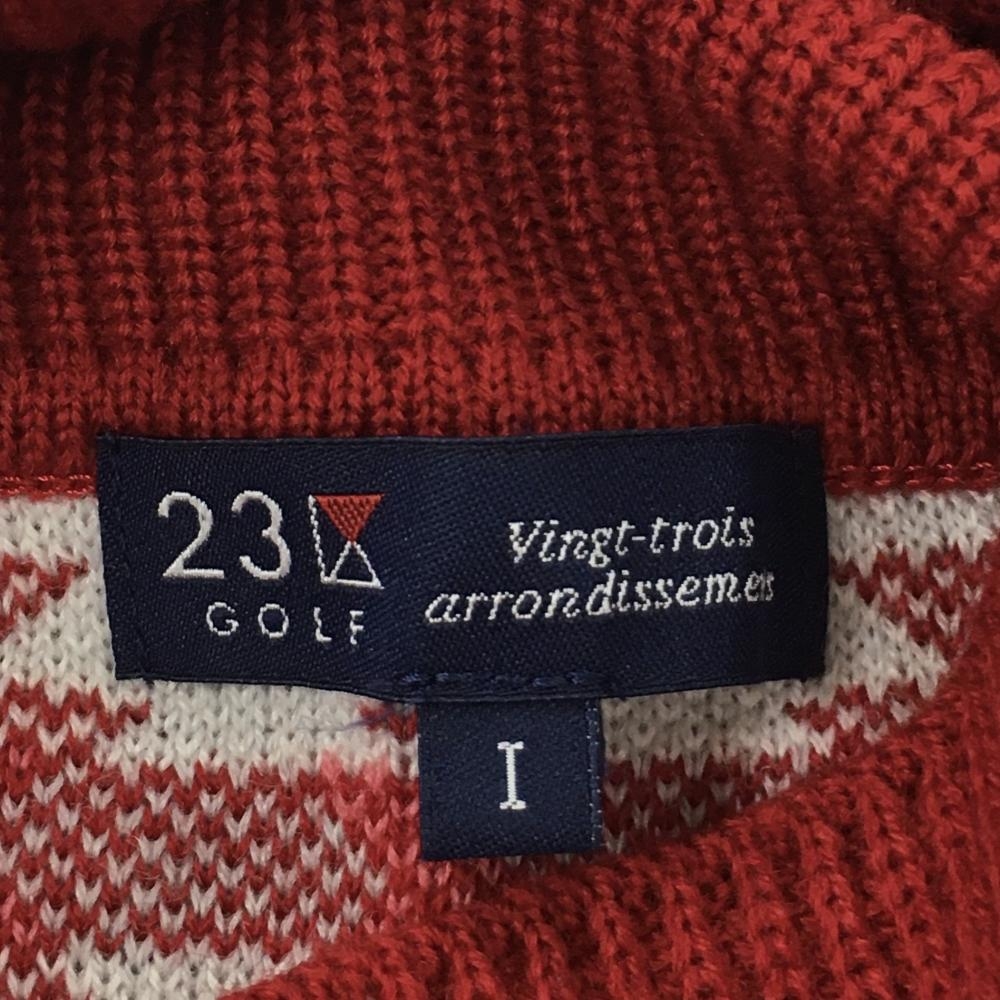 23
GOLF
Vingt-trois
arrondissemens
I